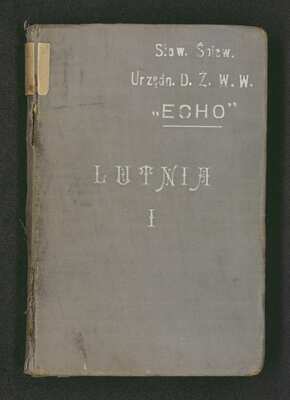 Stow. Śpiew.
Urzędn. D. Ż. W. W.
„ECHO”
LUTNIA
I